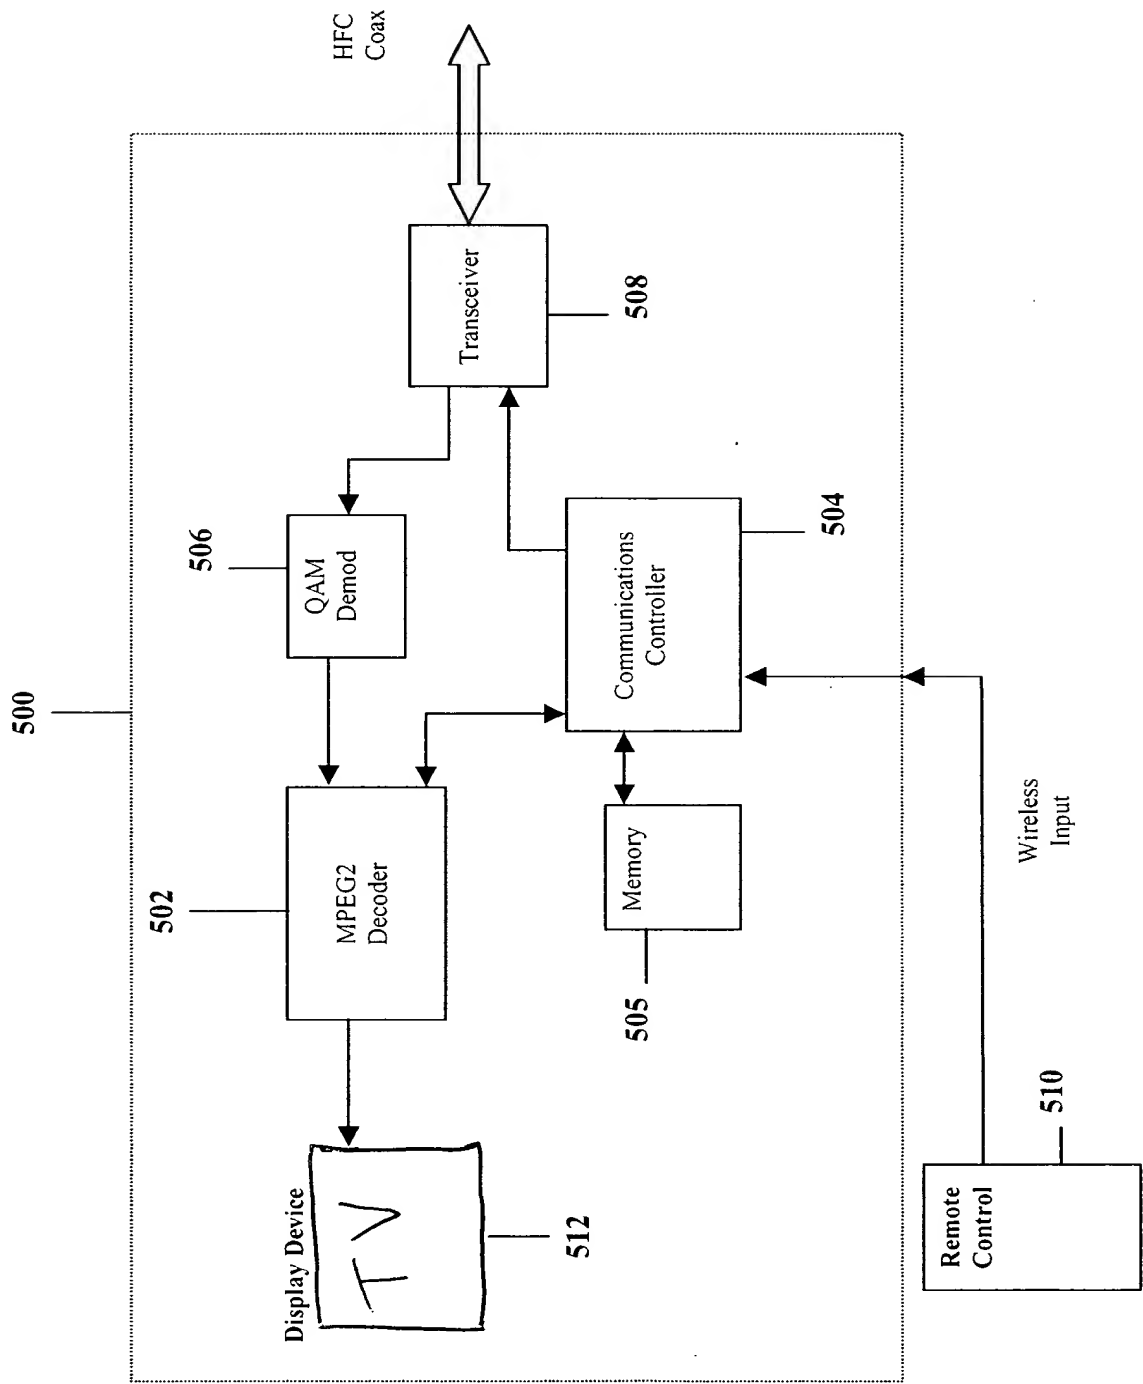 HFC
Coax
Transceiver
508
506
QAM
Demod
Communications
Controller
504
500
502
MPEG2
Decoder
Memory
505
Wireless
Input
Display Device
TV
512
Remote
Control
510